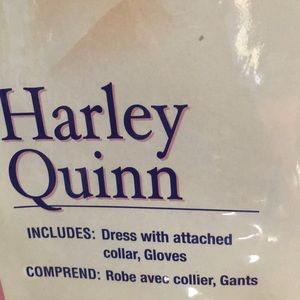 Harley
Quinn
INCLUDES: Dress with attached
collar, Gloves
COMPREND: Robe avec collier, Gants